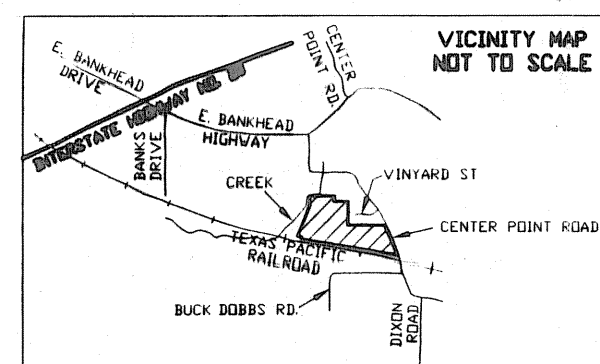 VICINITY MAP
NOT TO SCALE
E. BANKHEAD
DRIVE
CENTER
POINT RD.
INTERSTATE HIGHWAY NO.
E. BANKHEAD
HIGHWAY
BANKS
DRIVE
CREEK
VINYARD ST
CENTER POINT ROAD
TEXAS PACIFIC
RAILROAD
BUCK DOBBS RD.
DIXON
ROAD